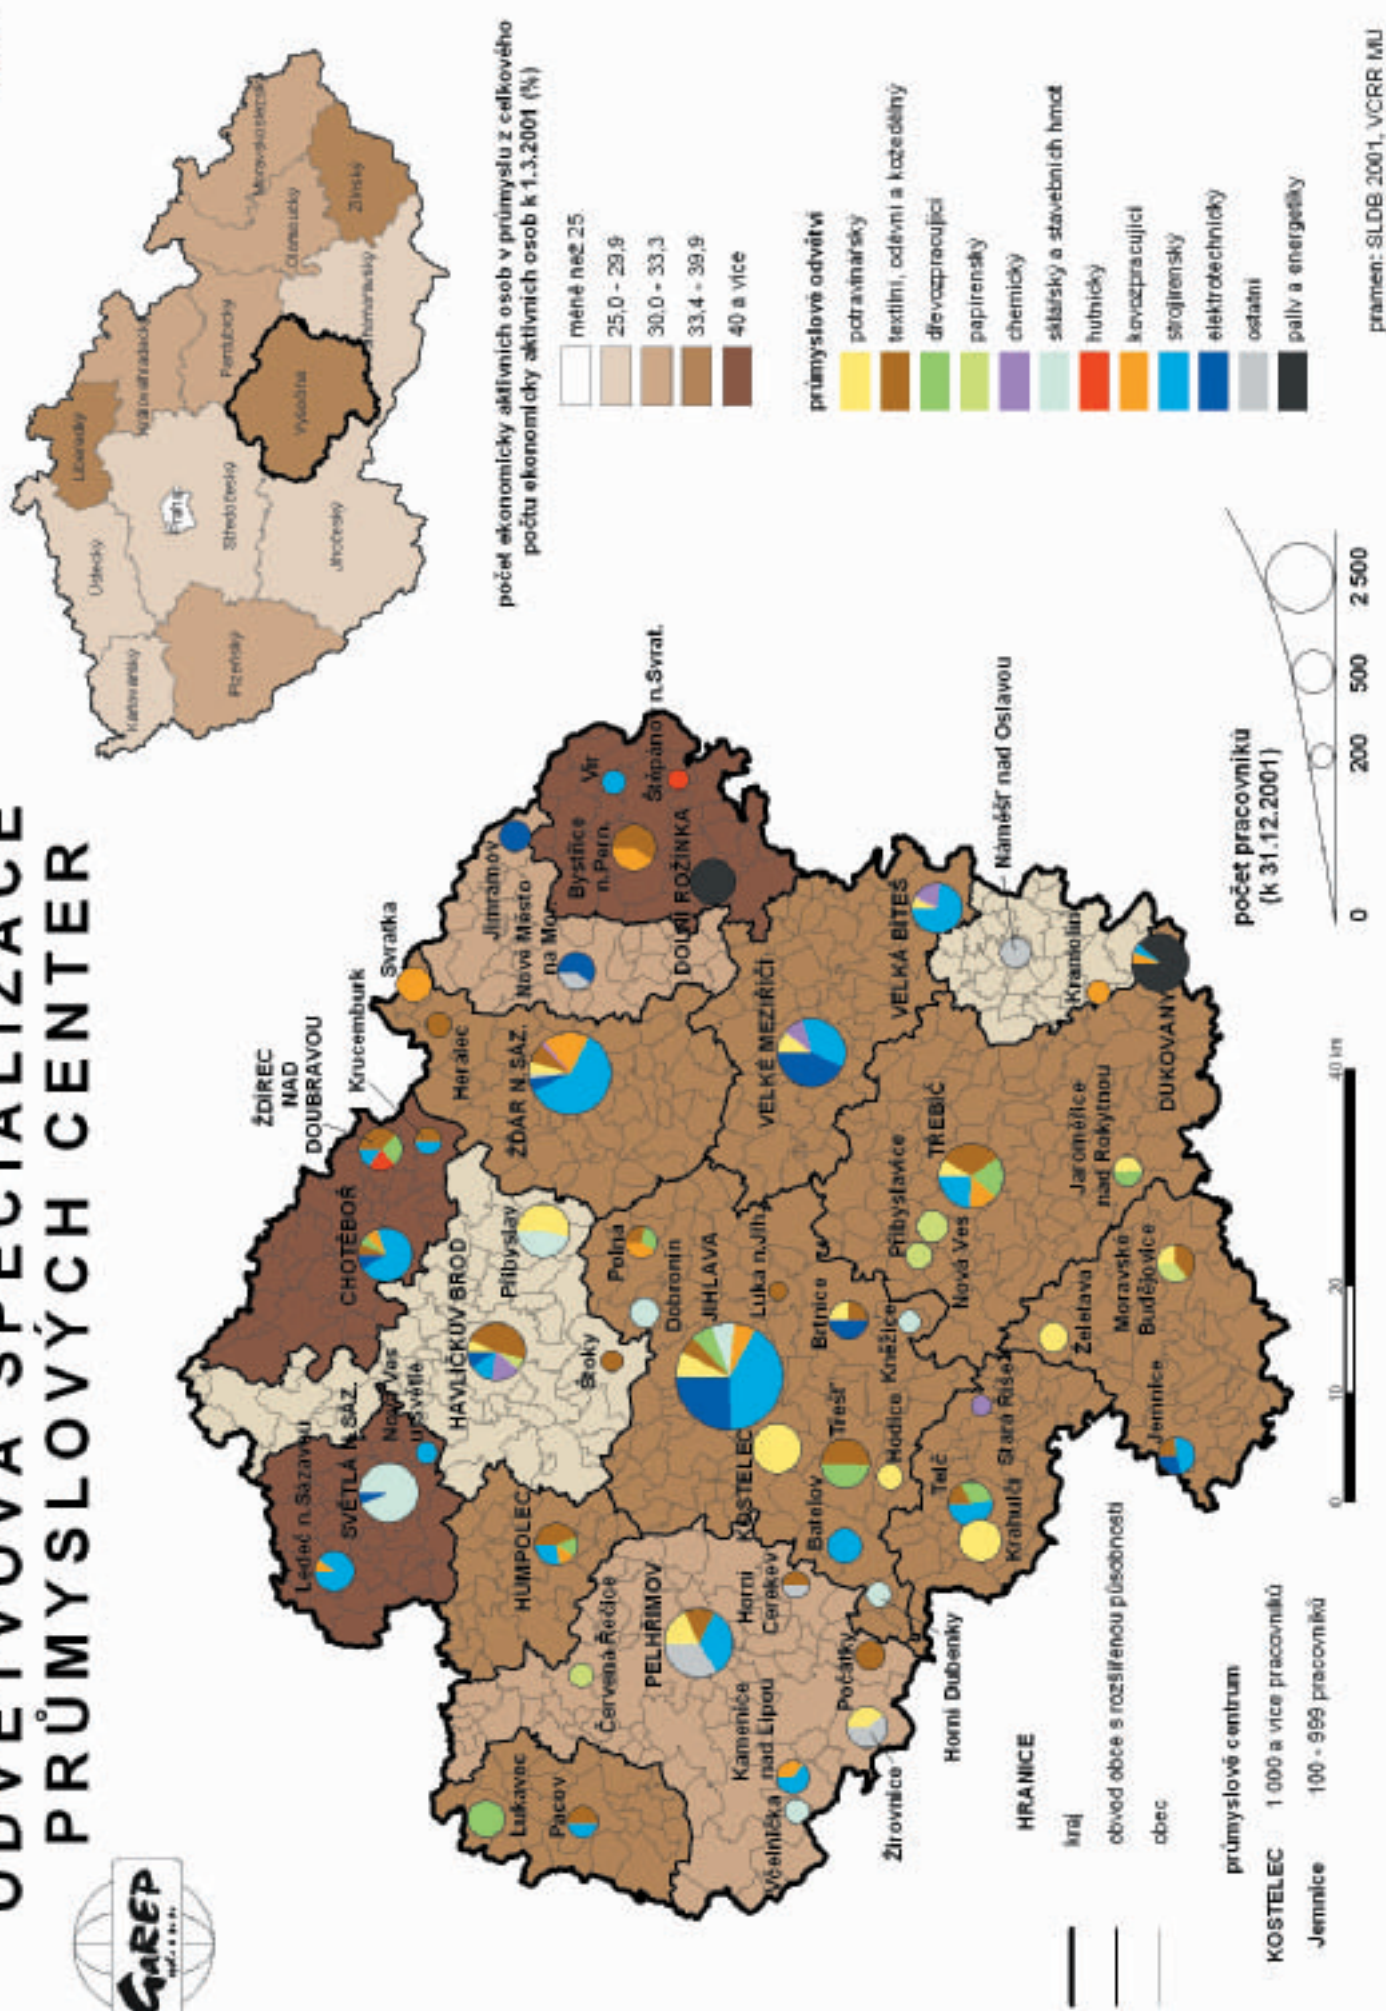 ODVĚTVOVÁ SPECIALIZACE
PRŮMYSLOVÝCH CENTER
GAREP
Karlovarský
Ústecký
Liberecký
Plzeňský
Praha
Středočeský
Královéhradecký
Pardubický
Jihočeský
Vysočina
Jihomoravský
Olomoucký
Moravskoslezský
Zlínský
počet ekonomicky aktivních osob v průmyslu z celkového
počtu ekonomicky aktivních osob k 1.3.2001 (%)
méně než 25
25,0 - 29,9
30,0 - 33,3
33,4 - 39,9
40 a více
průmyslové odvětví
potravinářský
textilní, oděvní a kožedělný
dřevozpracující
papírenský
chemický
sklářský a stavebních hmot
hutnický
kovozpracující
strojírenský
elektrotechnický
ostatní
paliv a energetiky
ŽDÍREC
NAD
DOUBRAVOU
Krucemburk
Svratka
CHOTĚBOŘ
Heralec
Ledeč n.Sázavou
SVĚTLÁ N.SÁZ.
Nová Ves
u Světlé
HAVLÍČKŮV BROD
Přibyslav
ŽĎÁR N.SÁZ.
Jimramov
Nové Město
na Mor.
Vír
Bystřice
n.Pern.
Štěpánov n.Svrat.
DOLNÍ ROŽÍNKA
Lukavec
Pacov
HUMPOLEC
Štoky
Polná
Dobronín
Červená Řečice
PELHŘIMOV
JIHLAVA
Luka n.Jih.
VELKÉ MEZIŘÍČÍ
KOSTELEC
Horní
Cerekev
Kamenice
nad Lipou
Batelov
Třešť
Brtnice
Hodice
Kněžice
Přibyslavice
TŘEBÍČ
VELKÁ BÍTEŠ
Včelnička
Počátky
Žirovnice
Horní Dubenky
Telč
Krahulčí
Stará Říše
Nová Ves
Náměšť nad Oslavou
Kramolín
Želetava
Jaroměřice
nad Rokytnou
DUKOVANY
Moravské
Budějovice
Jemnice
HRANICE
kraj
obvod obce s rozšířenou působností
obec
průmyslové centrum
KOSTELEC 1 000 a více pracovníků
Jemnice 100 - 999 pracovníků
0 10 20 40 km
počet pracovníků
(k 31.12.2001)
0 200 500 2 500
pramen: SLDB 2001, VCRR MU